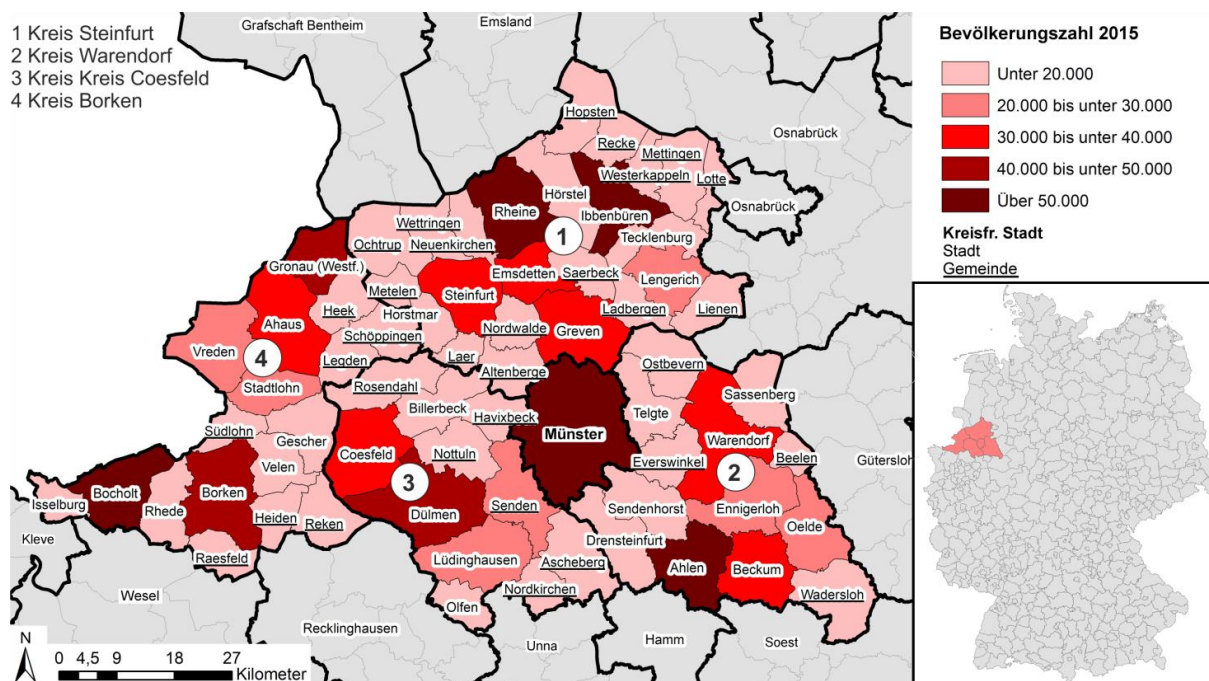 1 Kreis Steinfurt
2 Kreis Warendorf
3 Kreis Kreis Coesfeld
4 Kreis Borken
Grafschaft Bentheim
Emsland
Osnabrück
Hopsten
Recke
Mettingen
Westerkappeln
Lotte
Hörstel
Osnabrück
Rheine
Ibbenbüren
Wettringen
1
Tecklenburg
Ochtrup
Neuenkirchen
Gronau (Westf.)
Emsdetten
Saerbeck
Lengerich
Metelen
Steinfurt
Heek
Horstmar
Ladbergen
Lienen
Ahaus
Nordwalde
Greven
Schöppingen
Vreden
4
Legden
Laer
Altenberge
Ostbevern
Stadtlohn
Rosendahl
Sassenberg
Billerbeck
Havixbeck
Telgte
Südlohn
Gescher
Münster
Warendorf
Coesfeld
Nottuln
Everswinkel
Beelen
Velen
3
2
Gütersloh
Bocholt
Borken
Isselburg
Rhede
Heiden
Reken
Dülmen
Senden
Sendenhorst
Ennigerloh
Oelde
Kleve
Drensteinfurt
Raesfeld
Lüdinghausen
Ascheberg
Ahlen
Beckum
Nordkirchen
Wadersloh
Wesel
Olfen
Recklinghausen
Unna
Hamm
Soest
N
0 4,5 9 18 27
Kilometer
Bevölkerungszahl 2015
Unter 20.000
20.000 bis unter 30.000
30.000 bis unter 40.000
40.000 bis unter 50.000
Über 50.000
Kreisfr. Stadt
Stadt
Gemeinde